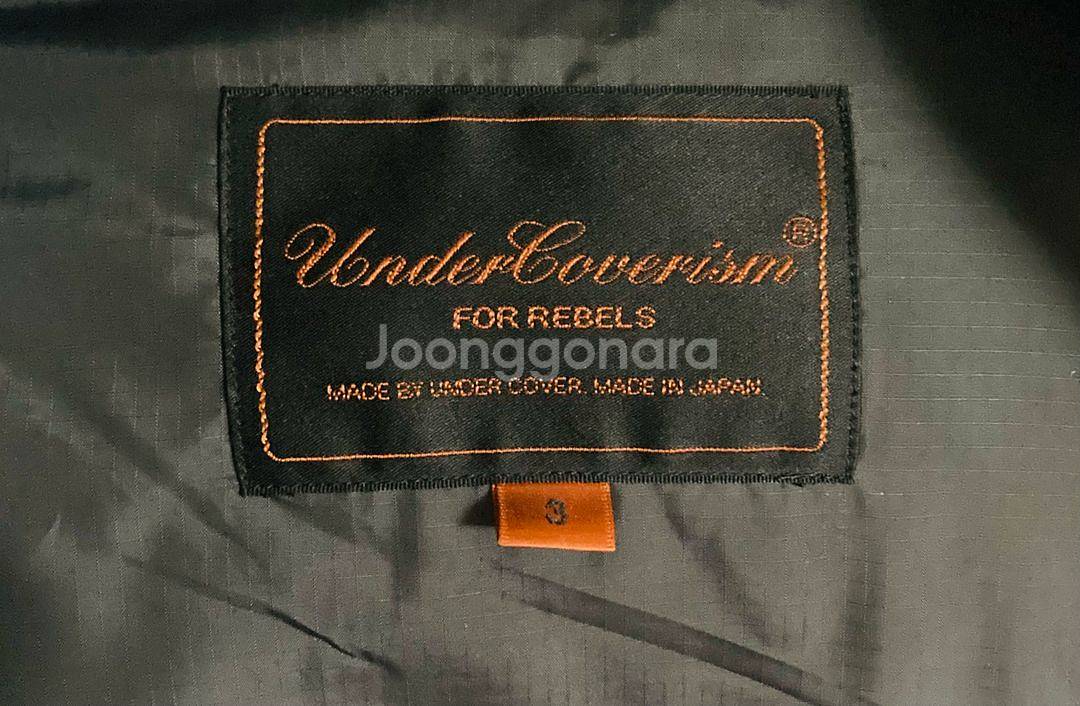 UnderCoverism®
FOR REBELS
Joonggonara
MADE BY UNDER COVER. MADE IN JAPAN.
3